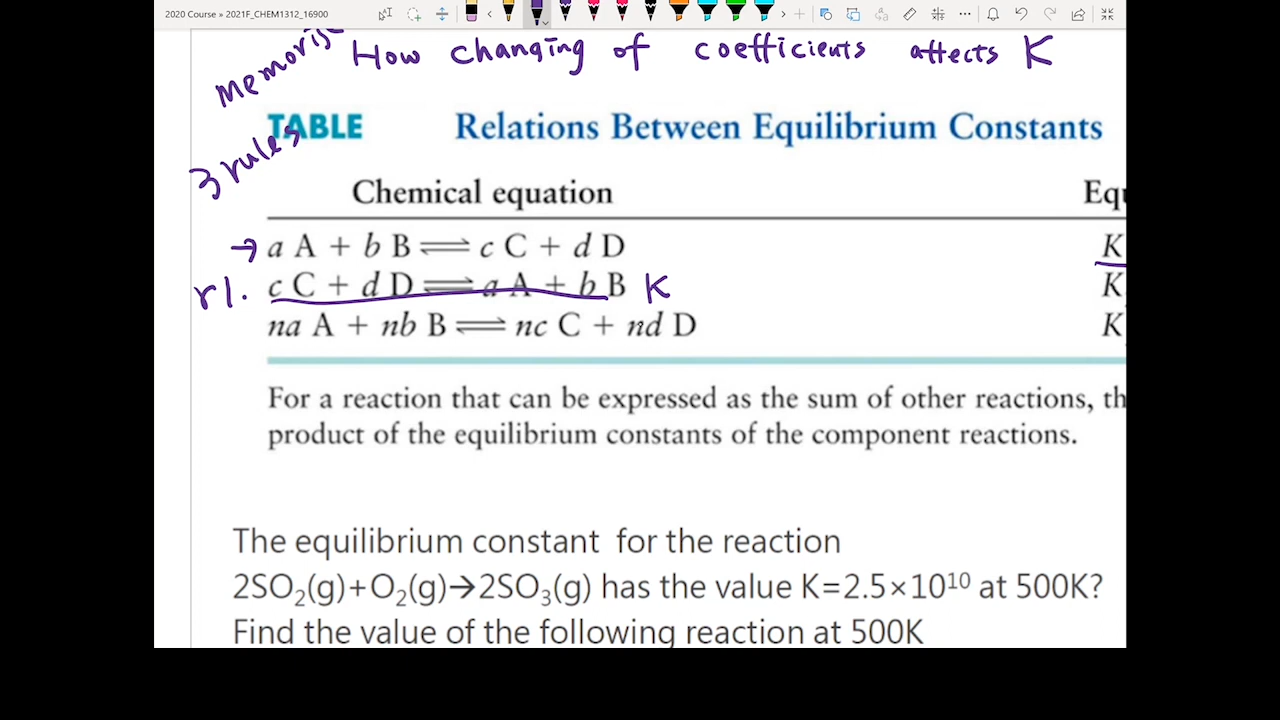 2020 Course » 2021F_CHEM1312_16900
memorise
How changing of coefficients affects K
3 rules
TABLE Relations Between Equilibrium Constants
Chemical equation
→ a A + b B ⇌ c C + d D K
r1. c C + d D ⇌ a A + b B K K
na A + nb B ⇌ nc C + nd D K
For a reaction that can be expressed as the sum of other reactions, th
product of the equilibrium constants of the component reactions.
The equilibrium constant for the reaction
2SO₂(g)+O₂(g)→2SO₃(g) has the value K=2.5×10¹⁰ at 500K?
Find the value of the following reaction at 500K